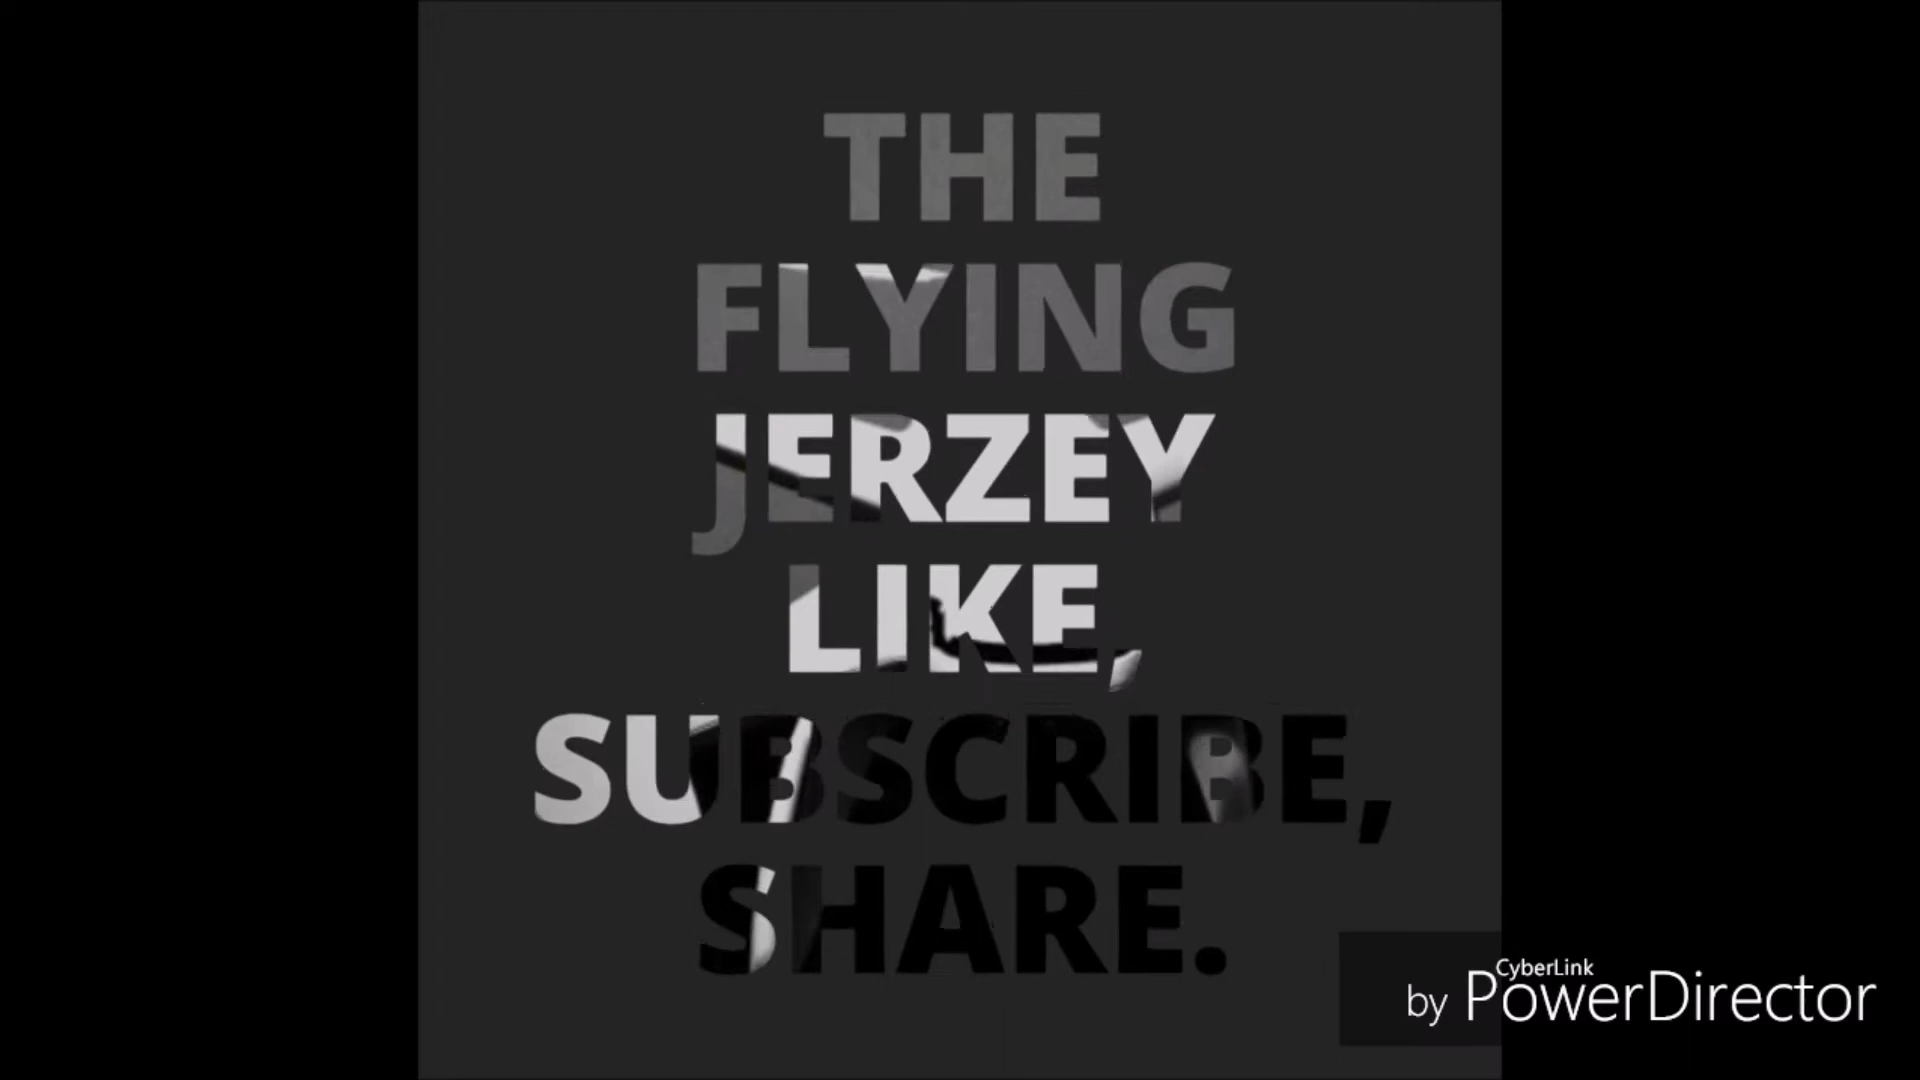 THE
FLYING
JERZEY
LIKE,
SUBSCRIBE,
SHARE.
CyberLink
by PowerDirector